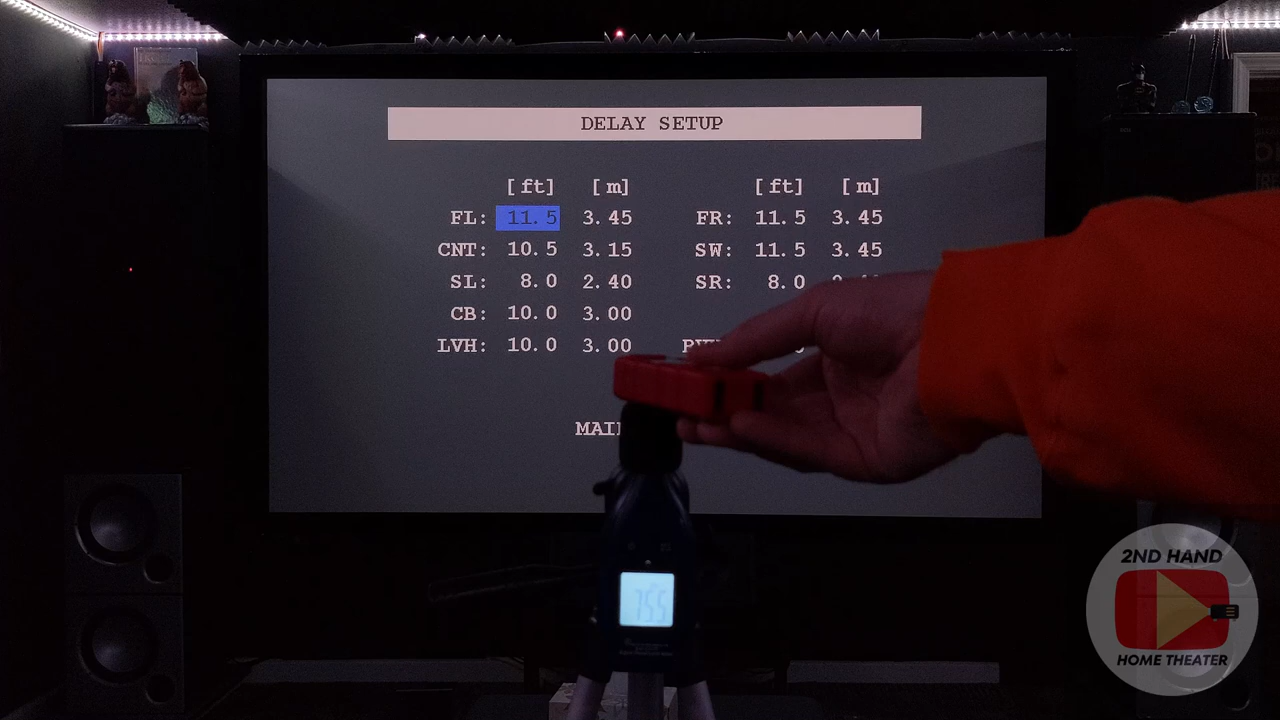 DELAY SETUP
[ft] [m] [ft] [m]
FL: 11.5 3.45 FR: 11.5 3.45
CNT: 10.5 3.15 SW: 11.5 3.45
SL: 8.0 2.40 SR: 8.0
CB: 10.0 3.00
LVH: 10.0 3.00
75.5
2ND HAND
HOME THEATER